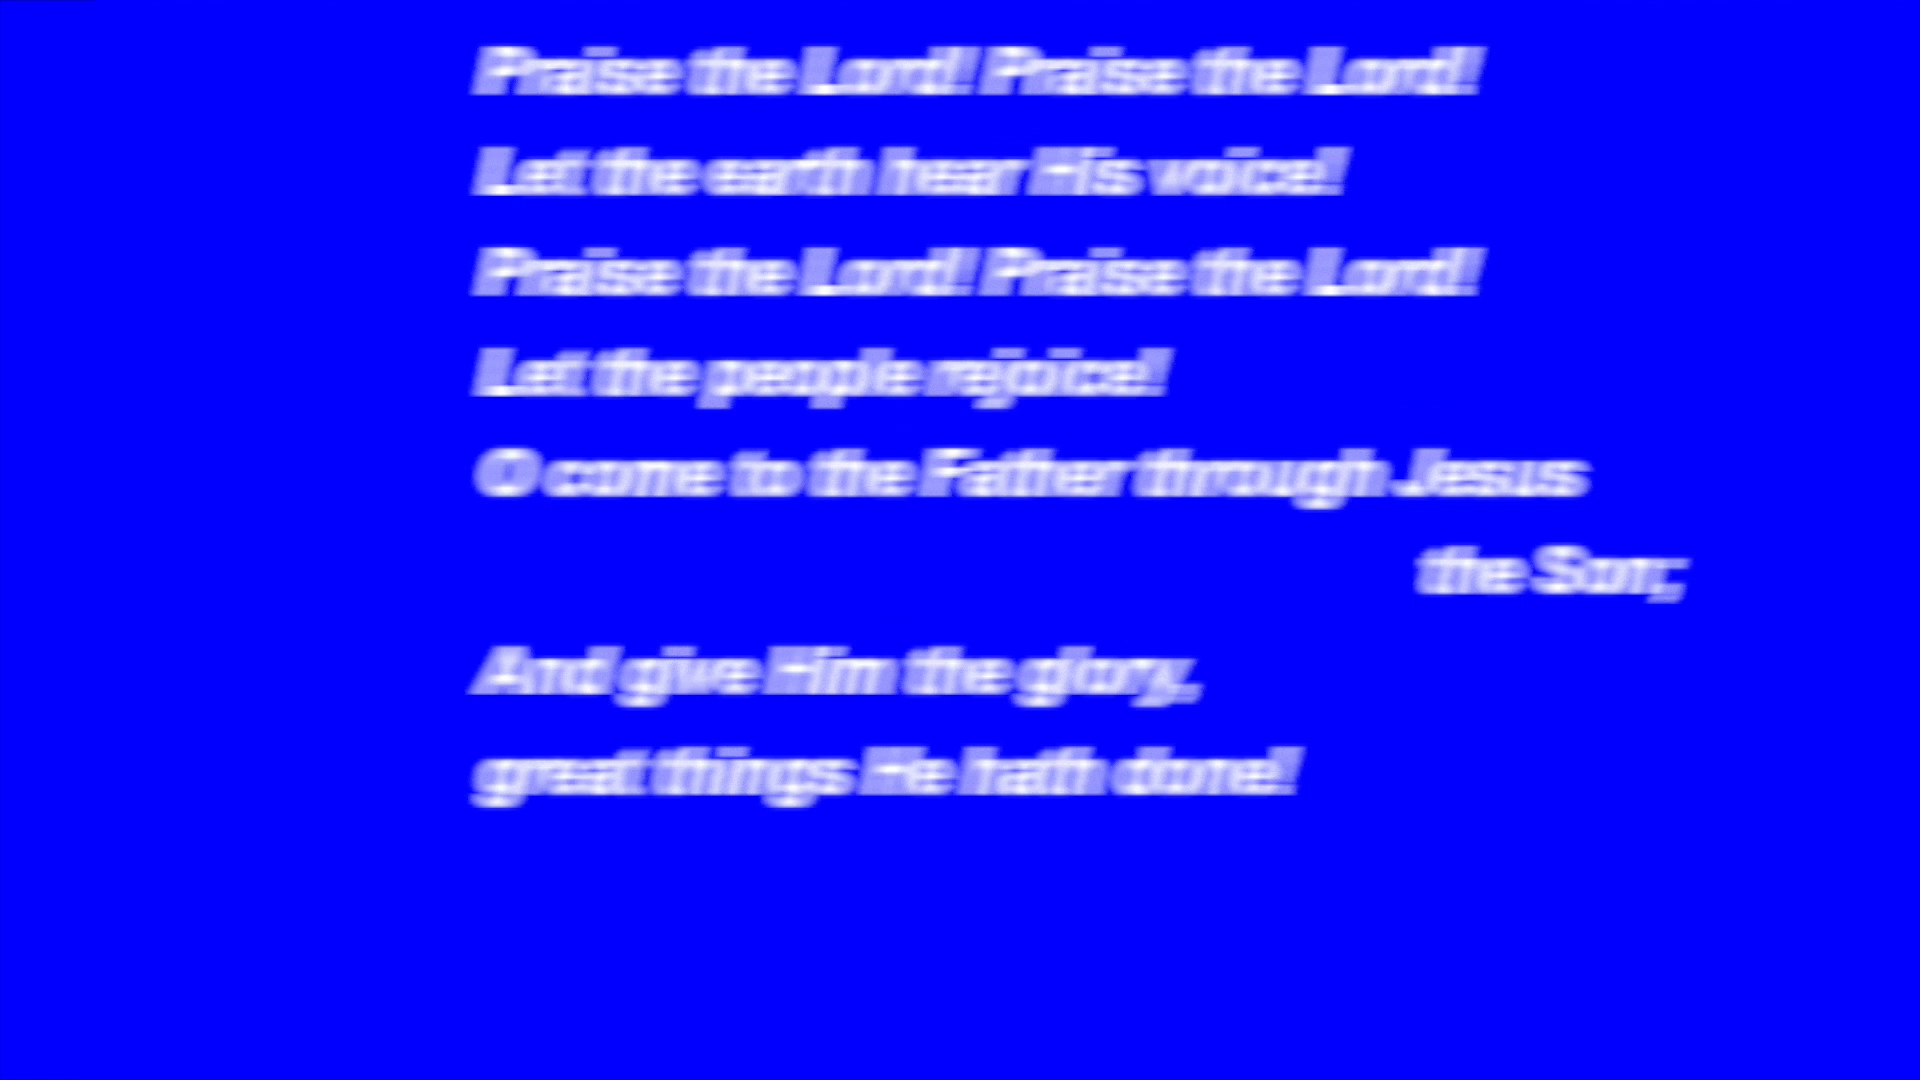 Praise the Lord! Praise the Lord!
Let the earth hear His voice!
Praise the Lord! Praise the Lord!
Let the people rejoice!
O come to the Father through Jesus
the Son;
And give Him the glory,
great things He hath done!